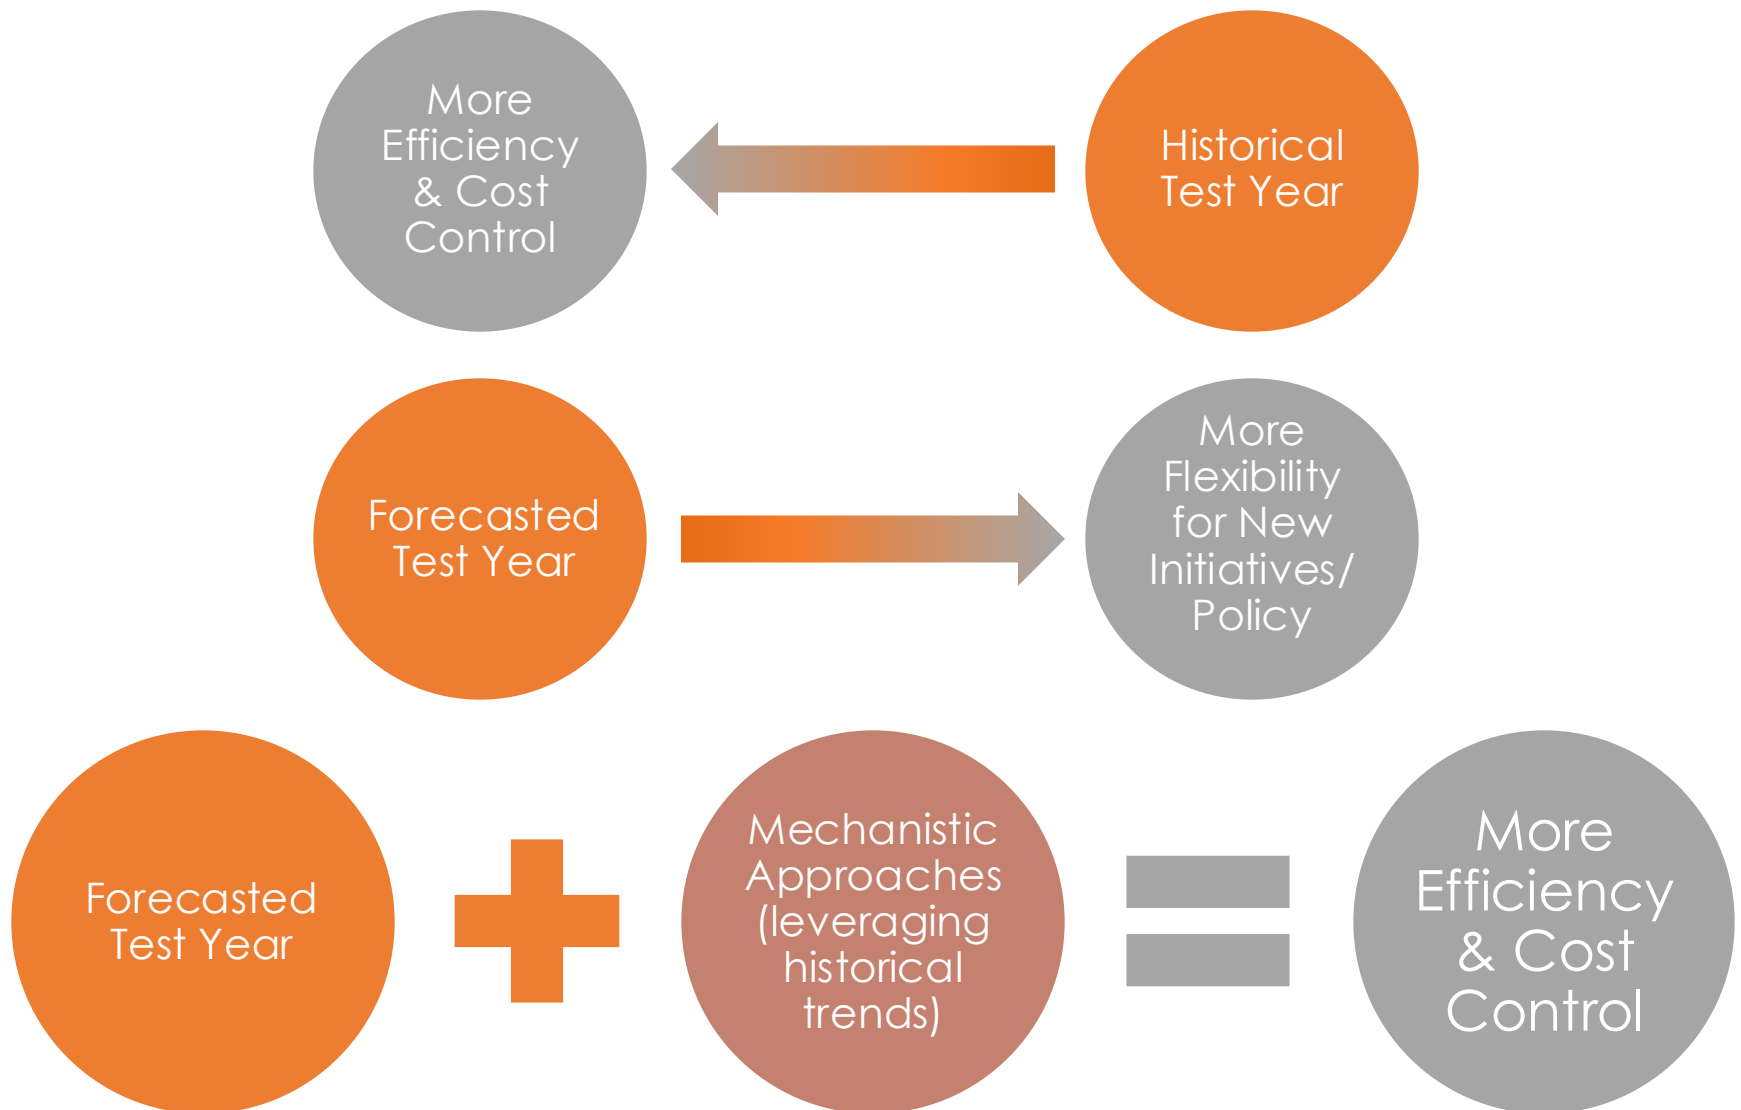 More
Efficiency
& Cost
Control
Historical
Test Year
Forecasted
Test Year
More
Flexibility
for New
Initiatives/
Policy
Forecasted
Test Year
Mechanistic
Approaches
(leveraging
historical
trends)
More
Efficiency
& Cost
Control